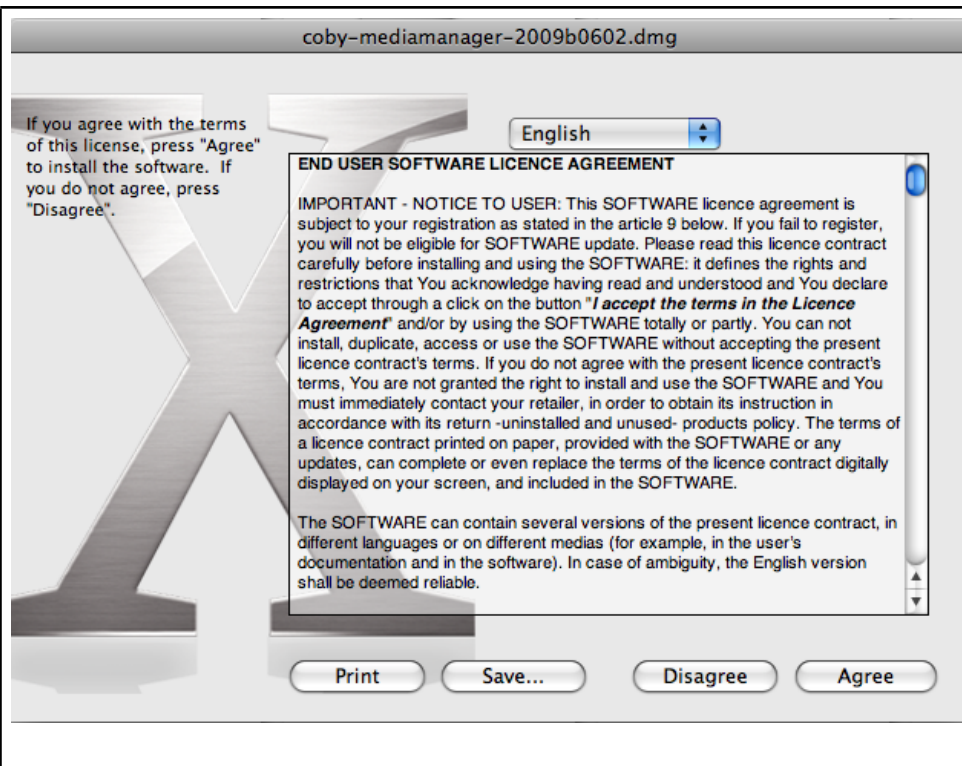 coby-mediamanager-2009b0602.dmg
If you agree with the terms
of this license, press "Agree"
to install the software. If
you do not agree, press
"Disagree".
English
END USER SOFTWARE LICENCE AGREEMENT
IMPORTANT - NOTICE TO USER: This SOFTWARE licence agreement is
subject to your registration as stated in the article 9 below. If you fail to register,
you will not be eligible for SOFTWARE update. Please read this licence contract
carefully before installing and using the SOFTWARE: it defines the rights and
restrictions that You acknowledge having read and understood and You declare
to accept through a click on the button "I accept the terms in the Licence
Agreement" and/or by using the SOFTWARE totally or partly. You can not
install, duplicate, access or use the SOFTWARE without accepting the present
licence contract's terms. If you do not agree with the present licence contract's
terms, You are not granted the right to install and use the SOFTWARE and You
must immediately contact your retailer, in order to obtain its instruction in
accordance with its return -uninstalled and unused- products policy. The terms of
a licence contract printed on paper, provided with the SOFTWARE or any
updates, can complete or even replace the terms of the licence contract digitally
displayed on your screen, and included in the SOFTWARE.
The SOFTWARE can contain several versions of the present licence contract, in
different languages or on different medias (for example, in the user's
documentation and in the software). In case of ambiguity, the English version
shall be deemed reliable.
Print
Save...
Disagree
Agree